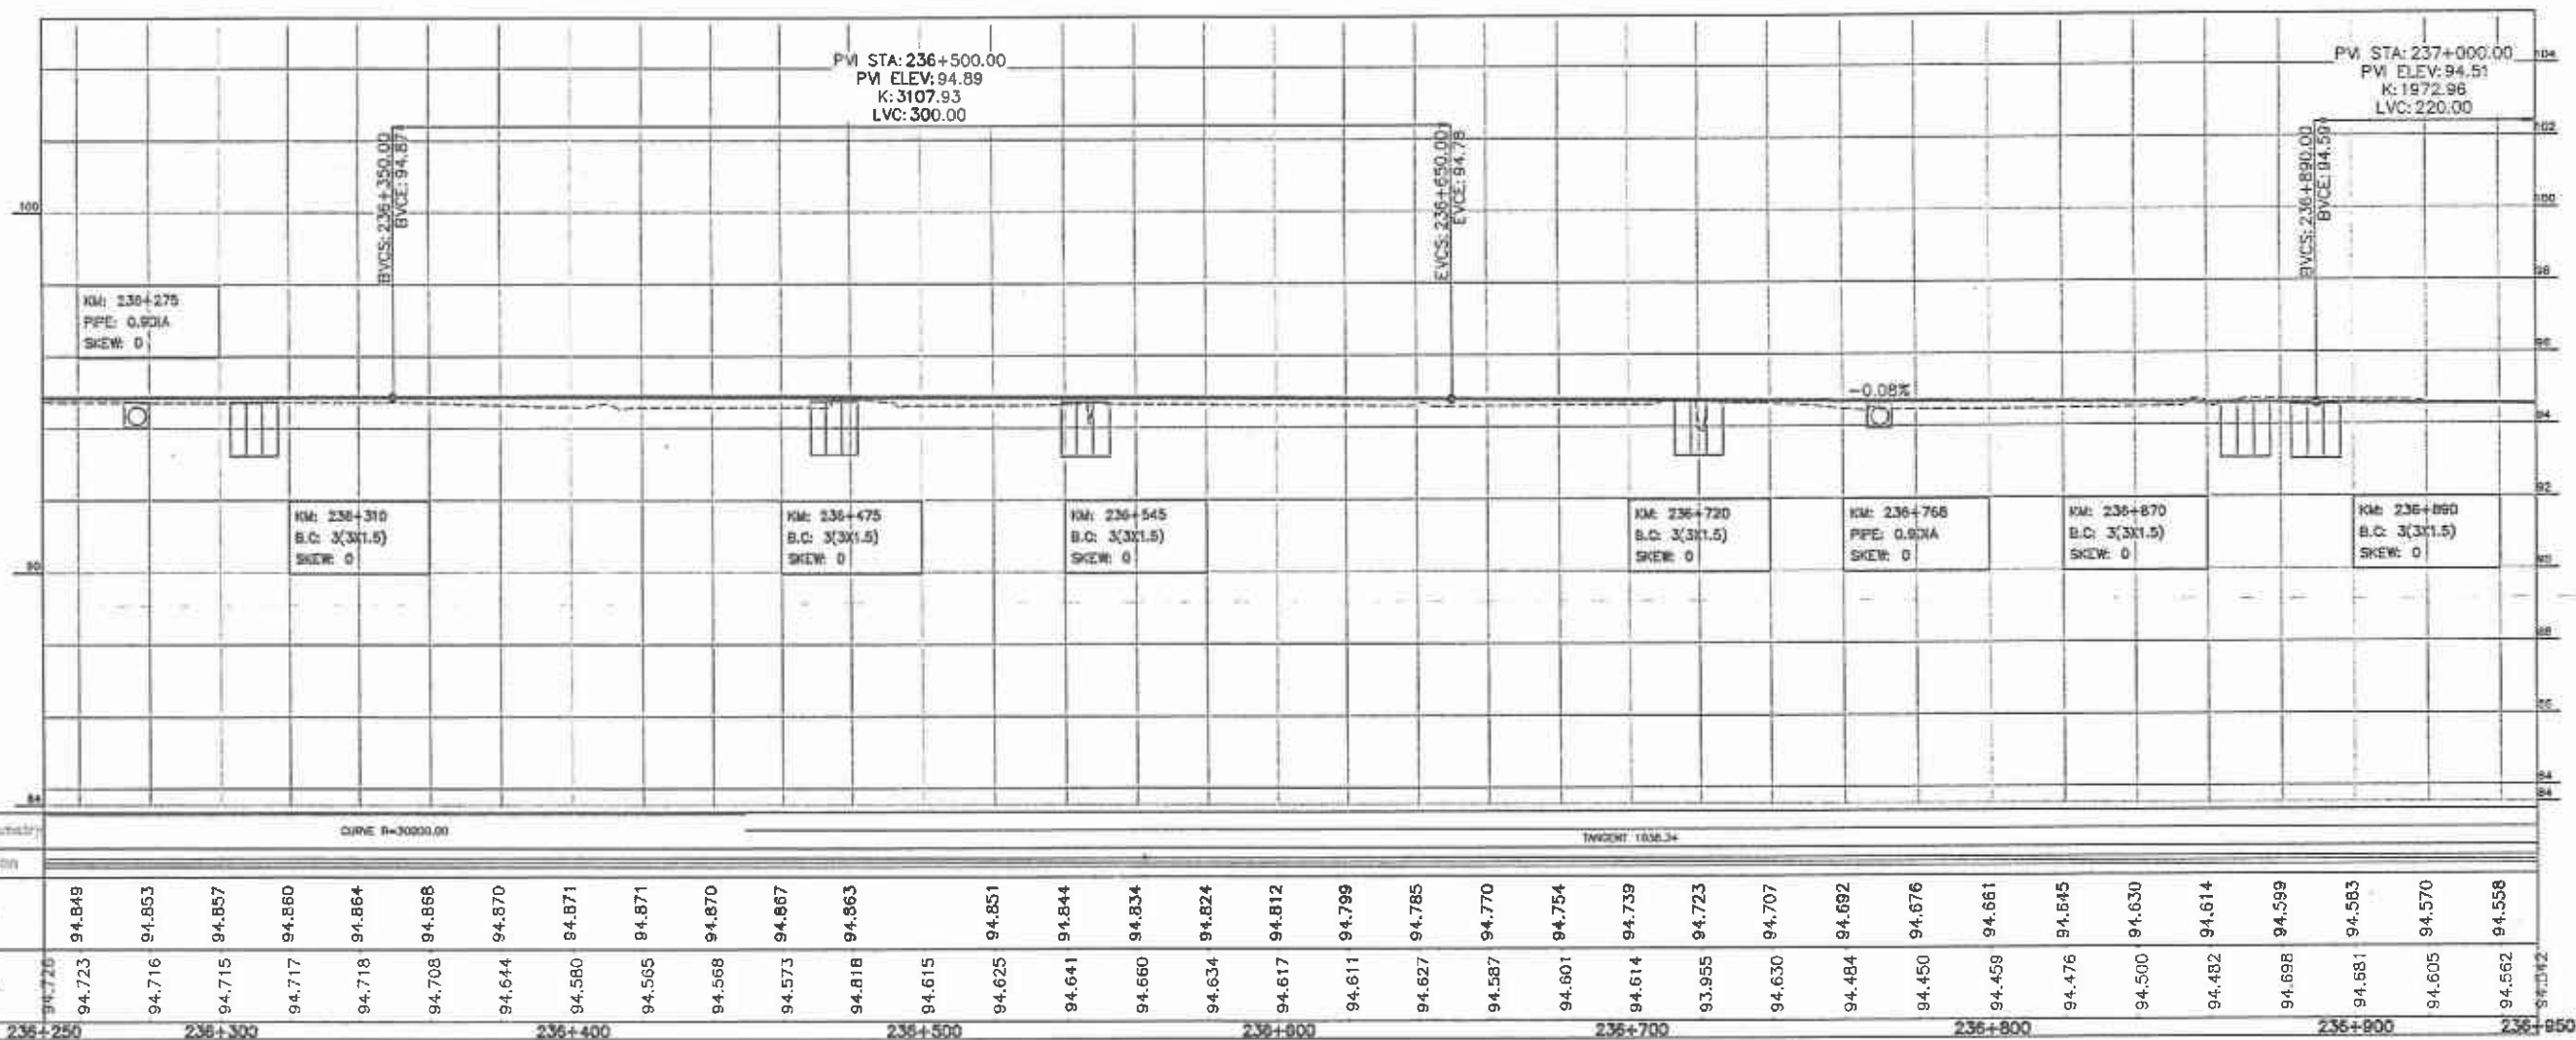 PVI STA: 236+500.00
PVI ELEV: 94.89
K: 3107.93
LVC: 300.00
PVI STA: 237+000.00
PVI ELEV: 94.51
K: 1972.96
LVC: 220.00
BVCS: 236+350.00
BVCE: 94.87
EVCS: 236+650.00
EVCE: 94.78
BVCS: 236+890.00
BVCE: 94.59
104
102
100
98
96
94
92
90
88
84
84
100
90
84
KM: 236+275
PIPE: 0.9DIA
SKEW: 0
-0.08%
KM: 236+310
B.C: 3(3X1.5)
SKEW: 0
KM: 236+475
B.C: 3(3X1.5)
SKEW: 0
KM: 236+545
B.C: 3(3X1.5)
SKEW: 0
KM: 236+720
B.C: 3(3X1.5)
SKEW: 0
KM: 236+768
PIPE: 0.9DIA
SKEW: 0
KM: 236+870
B.C: 3(3X1.5)
SKEW: 0
KM: 236+890
B.C: 3(3X1.5)
SKEW: 0
CURVE R=30200.00
TANGENT
94.849 94.853 94.857 94.860 94.864 94.868 94.870 94.871 94.871 94.870 94.867 94.863 94.851 94.844 94.834 94.824 94.812 94.799 94.785 94.770 94.754 94.739 94.723 94.707 94.692 94.676 94.661 94.645 94.630 94.614 94.599 94.583 94.570 94.558
94.726 94.723 94.716 94.715 94.717 94.718 94.708 94.644 94.580 94.565 94.568 94.573 94.818 94.615 94.625 94.641 94.660 94.634 94.617 94.611 94.627 94.587 94.601 94.614 93.955 94.630 94.484 94.450 94.459 94.476 94.500 94.482 94.698 94.681 94.605 94.562
236+250 236+300 236+400 236+500 236+600 236+700 236+800 236+900 236+950